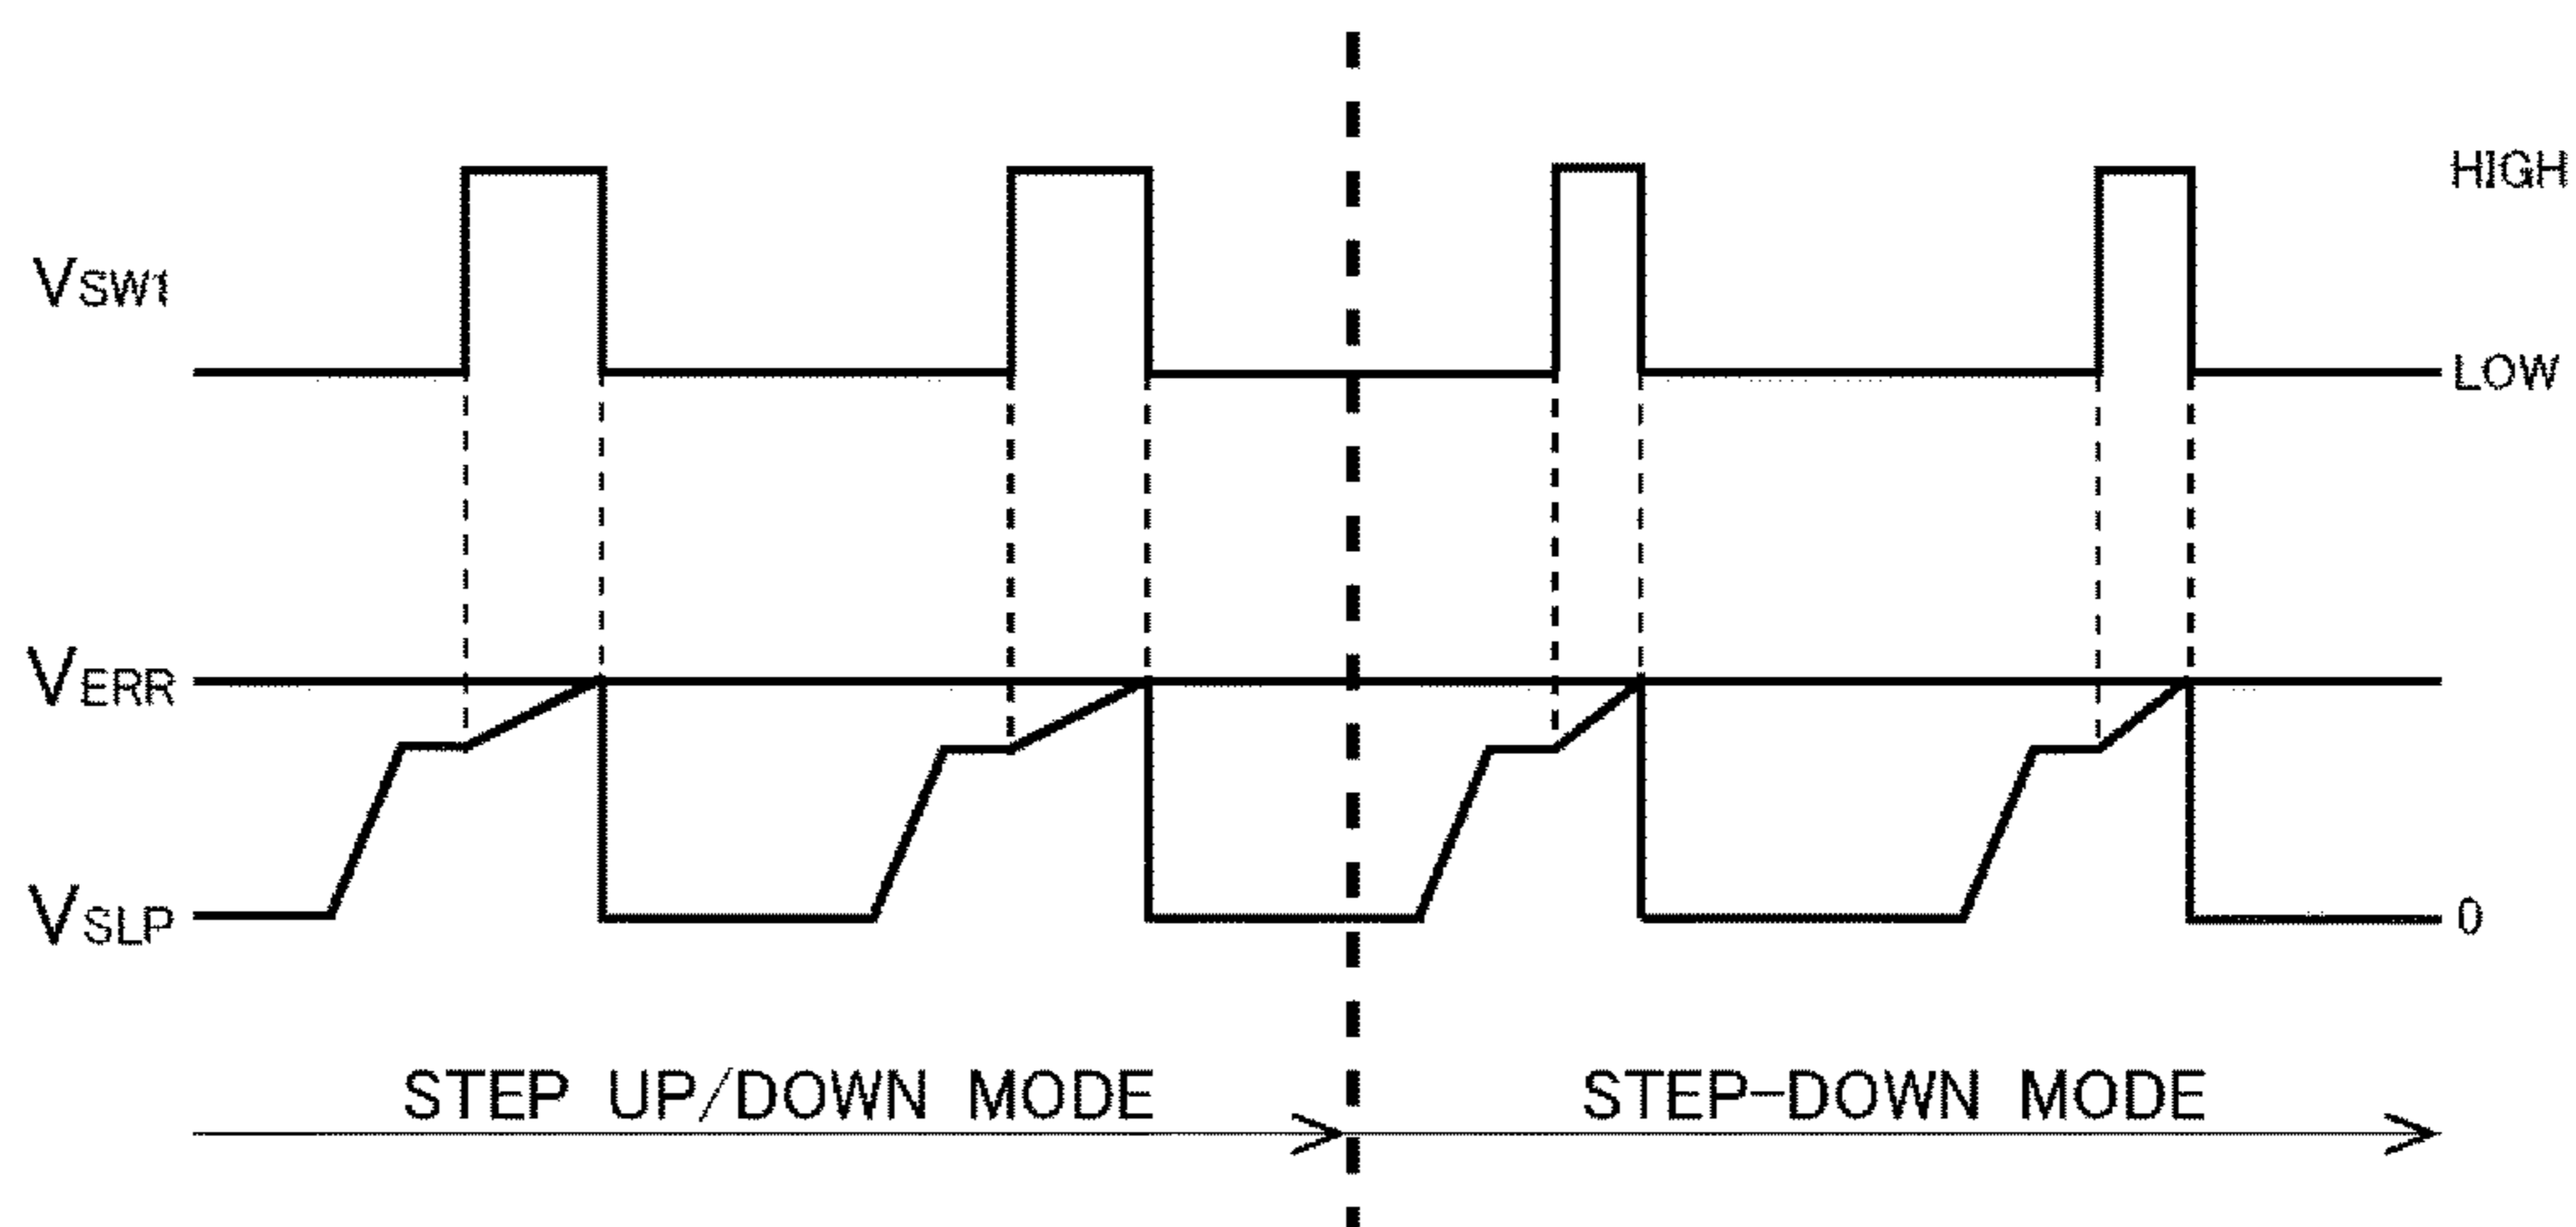 HIGH
VSW1
LOW
VERR
VSLP
0
STEP UP/DOWN MODE
STEP-DOWN MODE